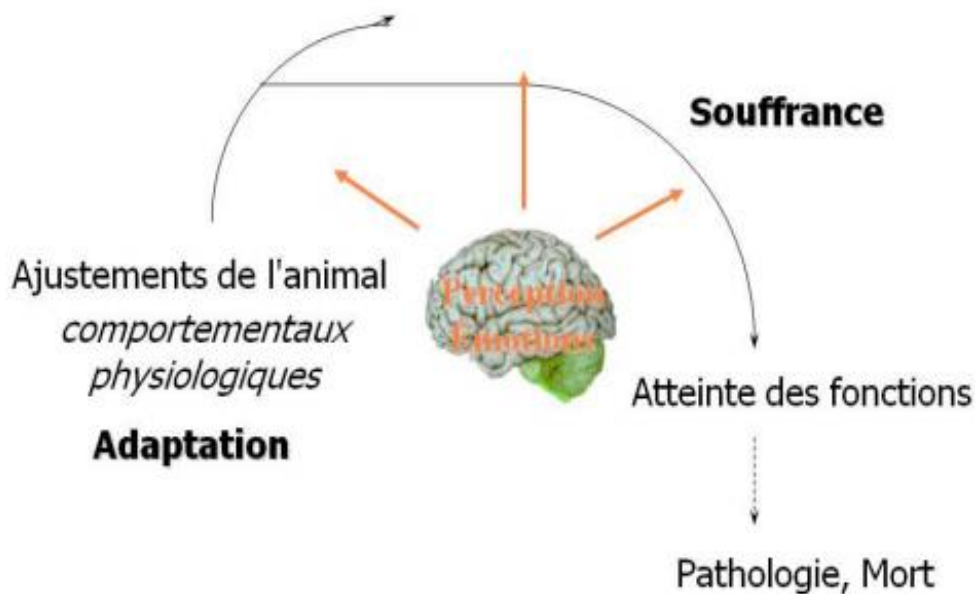 Souffrance
Ajustements de l'animal
comportementaux
physiologiques
Adaptation
Perception
Emotions
Atteinte des fonctions
Pathologie, Mort